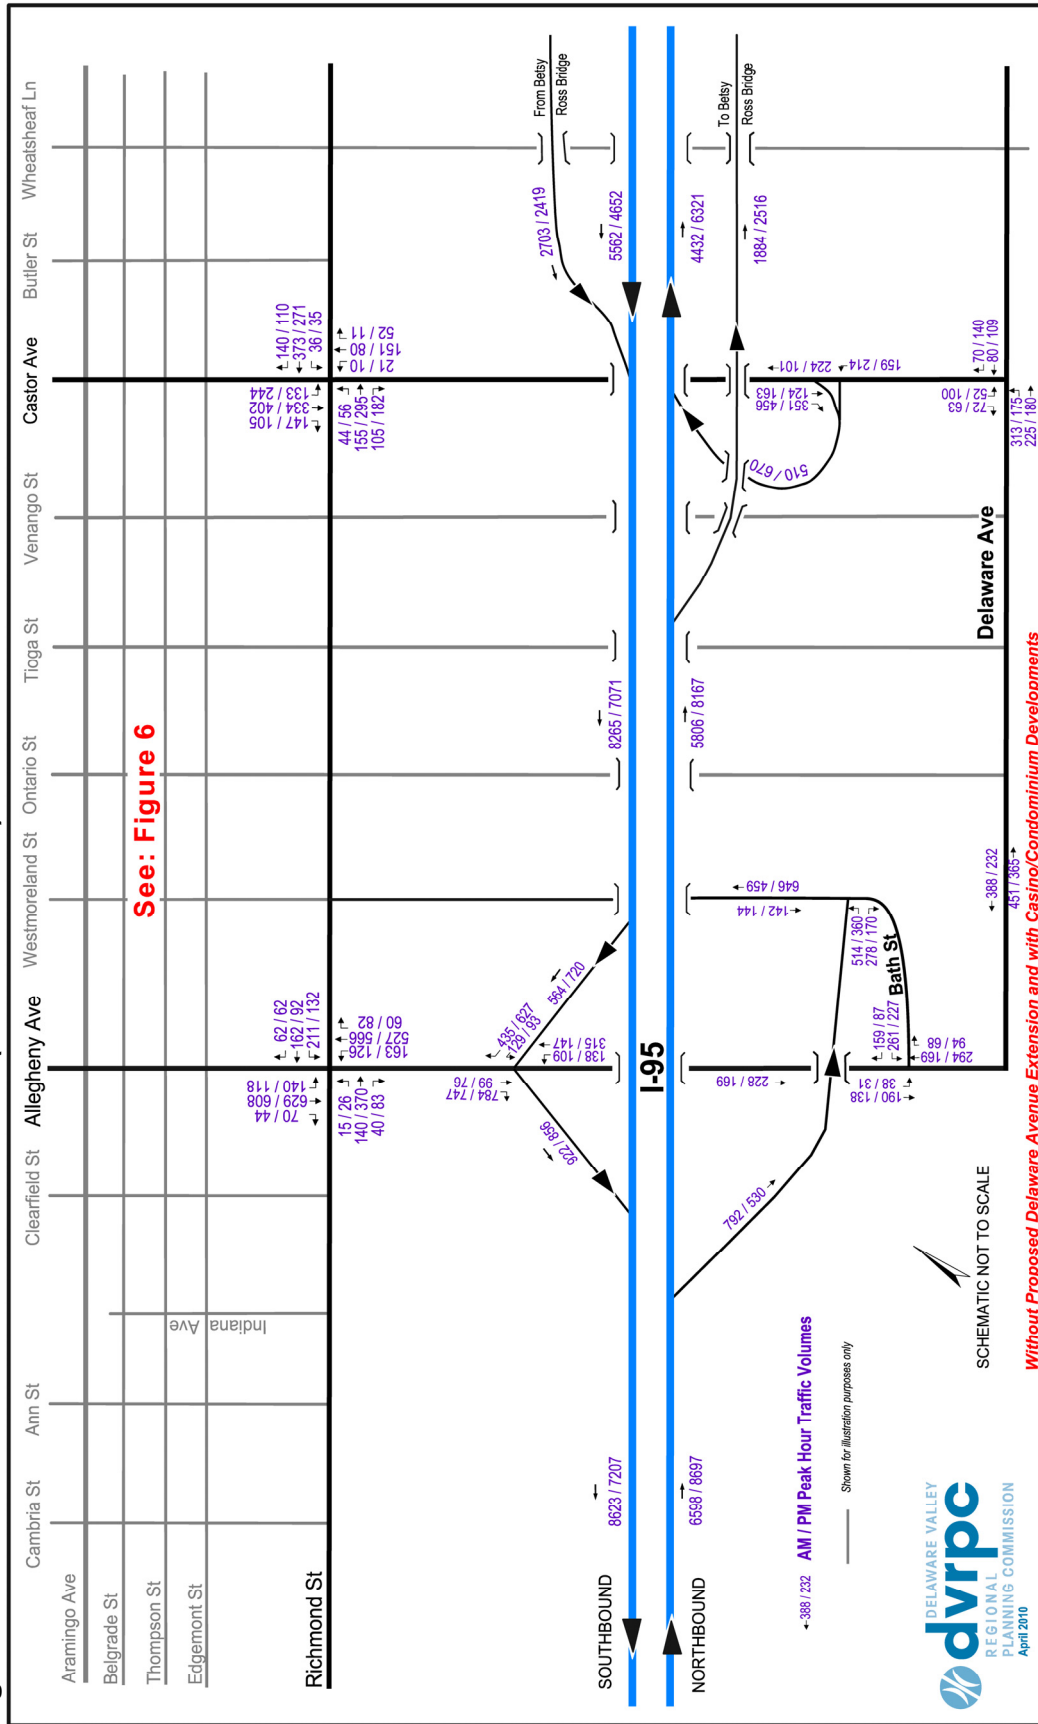 Aramingo Ave
Belgrade St
Thompson St
Edgemont St
Richmond St
Cambria St
Ann St
Indiana Ave
Clearfield St
Allegheny Ave
Westmoreland St
Ontario St
Tioga St
Venango St
Castor Ave
Butler St
Wheatsheaf Ln
See: Figure 6
70 / 44
629 / 608
140 / 118
62 / 62
162 / 92
211 / 132
15 / 26
140 / 370
40 / 83
163 / 126
527 / 566
60 / 82
147 / 105
334 / 402
133 / 244
140 / 110
373 / 271
36 / 35
44 / 56
155 / 295
105 / 182
21 / 10
151 / 80
52 / 11
From Betsy
Ross Bridge
2703 / 2419
5562 / 4652
4432 / 6321
To Betsy
Ross Bridge
1884 / 2516
435 / 627
129 / 93
564 / 720
99 / 76
784 / 747
138 / 109
315 / 147
922 / 856
8265 / 7071
5806 / 8167
8623 / 7207
6598 / 8697
SOUTHBOUND
NORTHBOUND
I-95
228 / 169
792 / 530
142 / 144
646 / 459
514 / 360
278 / 170
Bath St
159 / 87
261 / 227
190 / 138
38 / 31
294 / 169
94 / 68
510 / 670
351 / 456
124 / 163
224 / 101
159 / 214
72 / 63
52 / 100
70 / 140
80 / 109
313 / 175
225 / 180
388 / 232
451 / 365
Delaware Ave
388 / 232 AM / PM Peak Hour Traffic Volumes
Shown for illustration purposes only
SCHEMATIC NOT TO SCALE
DELAWARE VALLEY
dvrpc
REGIONAL
PLANNING COMMISSION
April 2010
Without Proposed Delaware Avenue Extension and with Casino/Condominium Developments